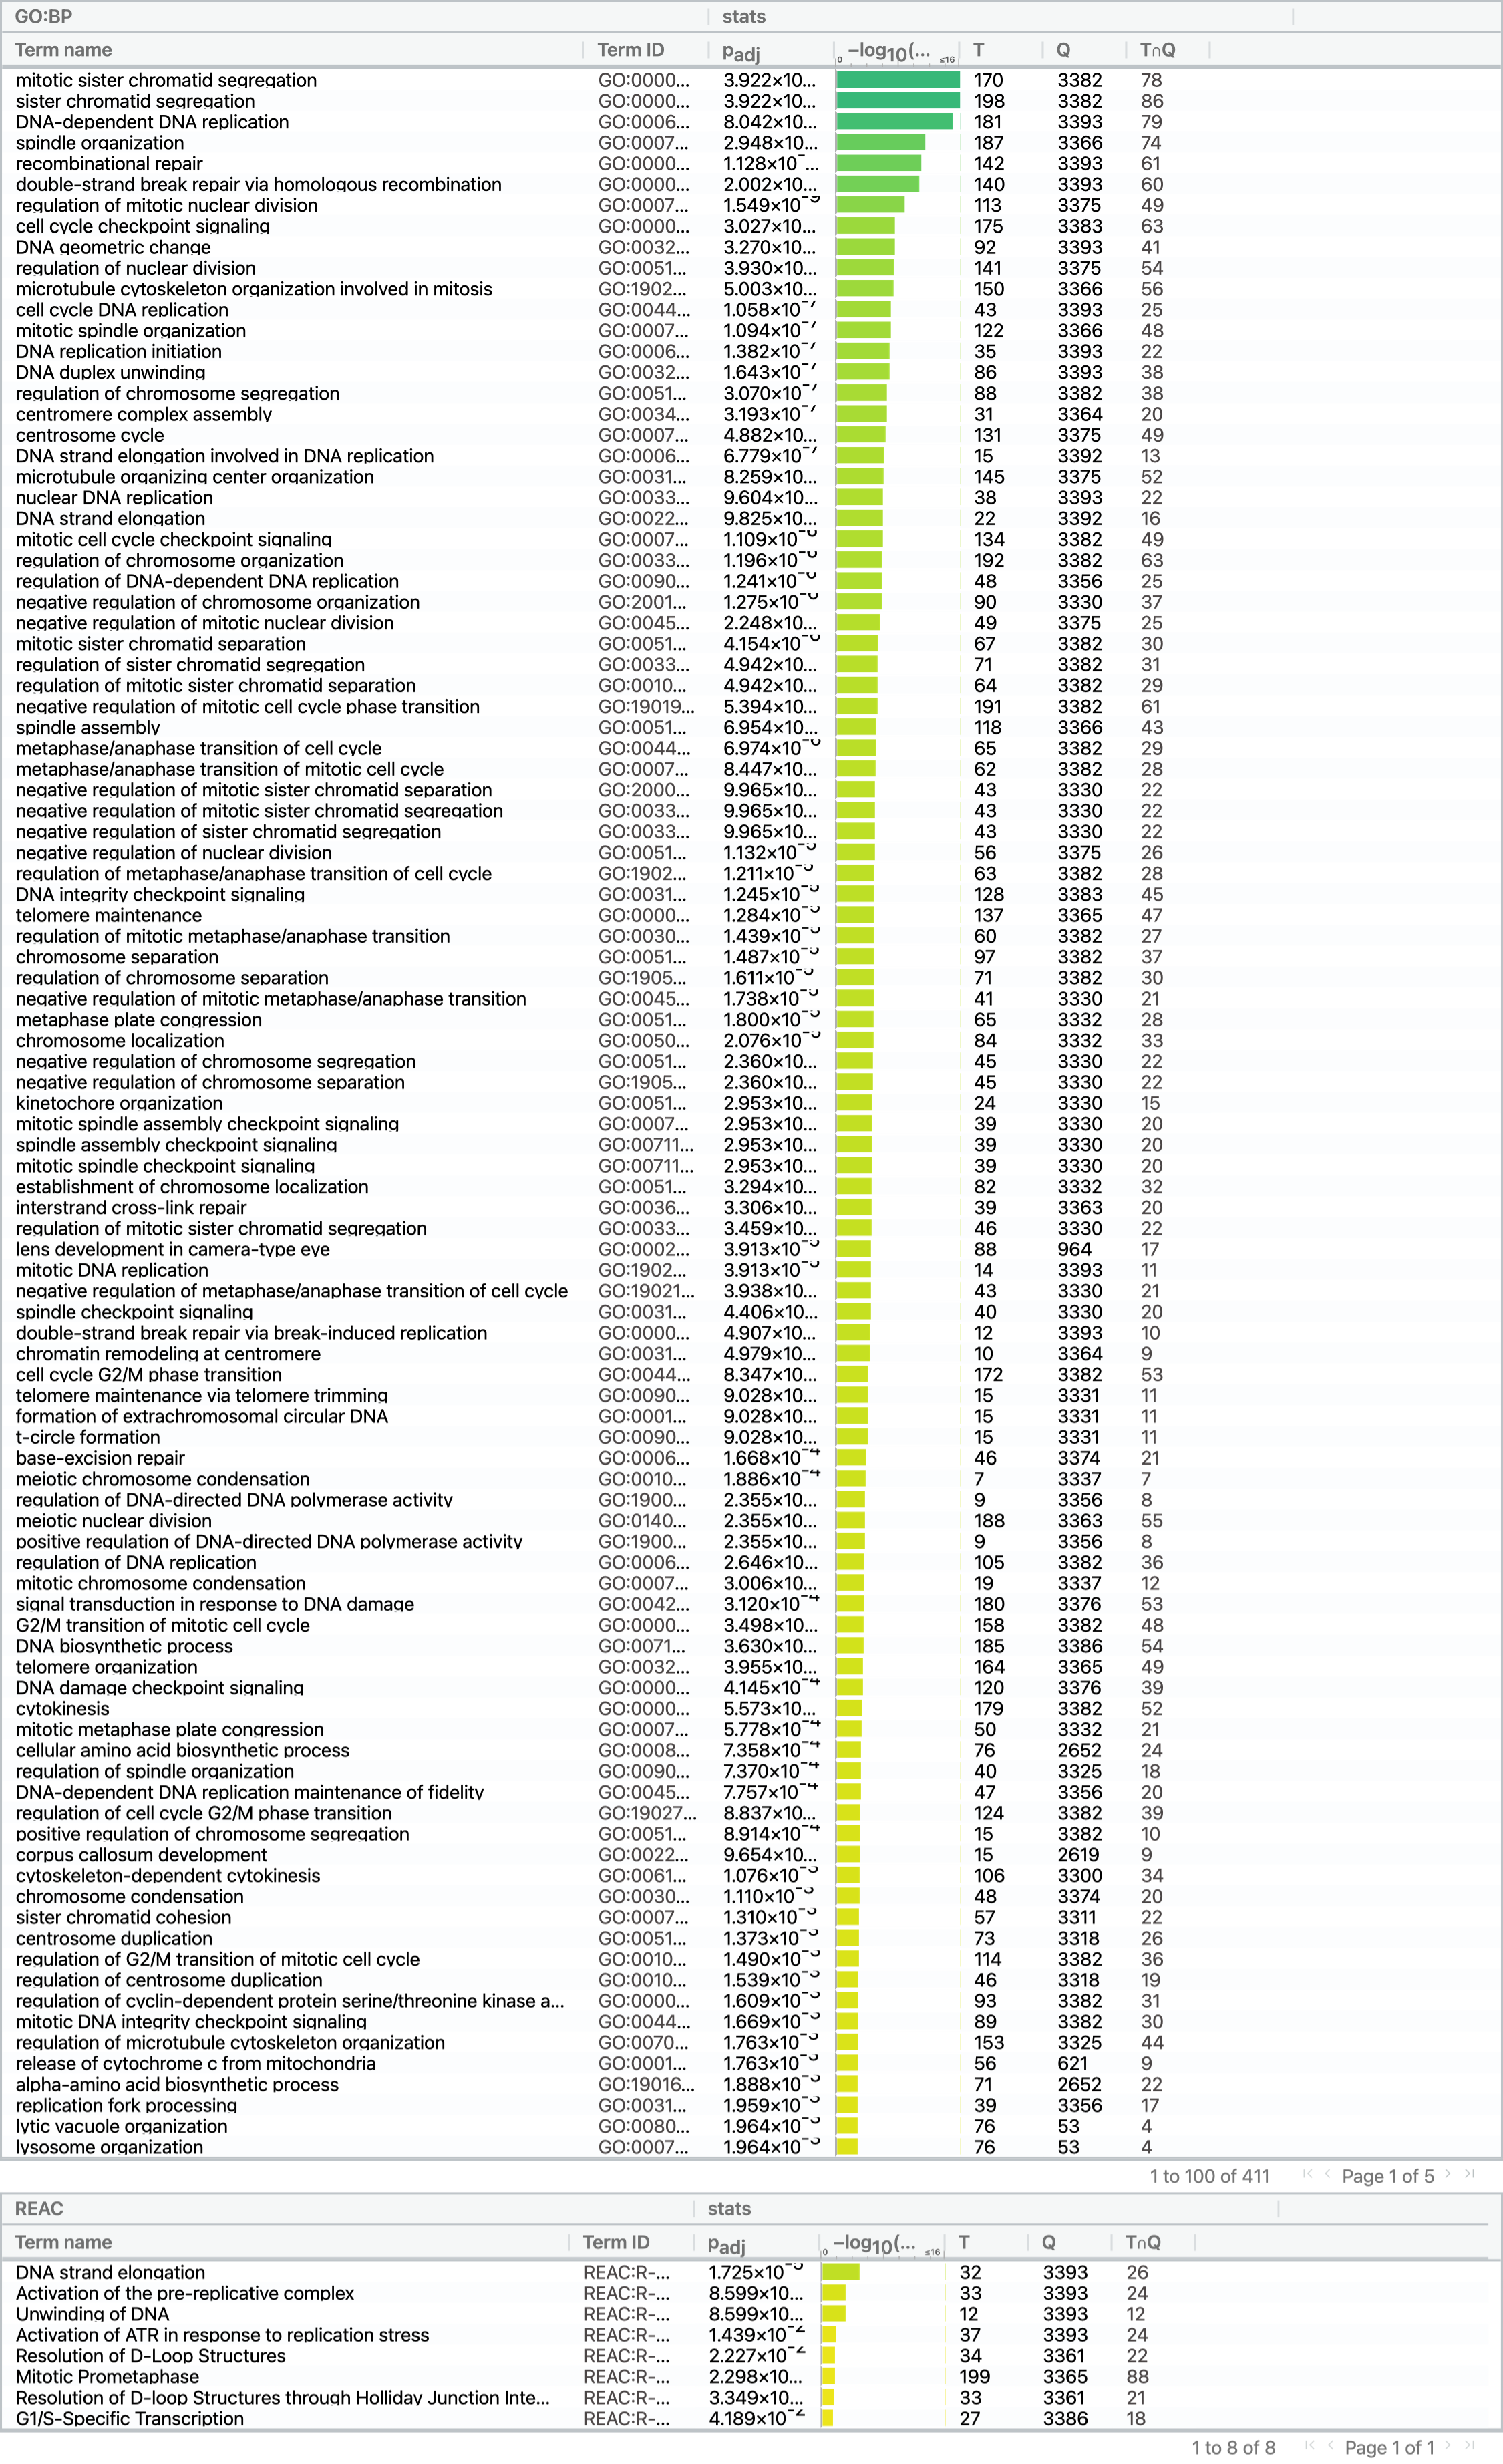 GO:BP stats
Term name Term ID padj −log10(... 0 ≤16 T Q T∩Q
mitotic sister chromatid segregation GO:0000... 3.922×10... 170 3382 78
sister chromatid segregation GO:0000... 3.922×10... 198 3382 86
DNA-dependent DNA replication GO:0006... 8.042×10... 181 3393 79
spindle organization GO:0007... 2.948×10... 187 3366 74
recombinational repair GO:0000... 1.128×10⁻... 142 3393 61
double-strand break repair via homologous recombination GO:0000... 2.002×10... 140 3393 60
regulation of mitotic nuclear division GO:0007... 1.549×10⁻⁹ 113 3375 49
cell cycle checkpoint signaling GO:0000... 3.027×10... 175 3383 63
DNA geometric change GO:0032... 3.270×10... 92 3393 41
regulation of nuclear division GO:0051... 3.930×10... 141 3375 54
microtubule cytoskeleton organization involved in mitosis GO:1902... 5.003×10... 150 3366 56
cell cycle DNA replication GO:0044... 1.058×10⁻⁷ 43 3393 25
mitotic spindle organization GO:0007... 1.094×10⁻⁷ 122 3366 48
DNA replication initiation GO:0006... 1.382×10⁻⁷ 35 3393 22
DNA duplex unwinding GO:0032... 1.643×10⁻⁷ 86 3393 38
regulation of chromosome segregation GO:0051... 3.070×10⁻⁷ 88 3382 38
centromere complex assembly GO:0034... 3.193×10⁻⁷ 31 3364 20
centrosome cycle GO:0007... 4.882×10... 131 3375 49
DNA strand elongation involved in DNA replication GO:0006... 6.779×10⁻⁷ 15 3392 13
microtubule organizing center organization GO:0031... 8.259×10... 145 3375 52
nuclear DNA replication GO:0033... 9.604×10... 38 3393 22
DNA strand elongation GO:0022... 9.825×10... 22 3392 16
mitotic cell cycle checkpoint signaling GO:0007... 1.109×10⁻⁶ 134 3382 49
regulation of chromosome organization GO:0033... 1.196×10⁻⁶ 192 3382 63
regulation of DNA-dependent DNA replication GO:0090... 1.241×10⁻⁶ 48 3356 25
negative regulation of chromosome organization GO:2001... 1.275×10⁻⁶ 90 3330 37
negative regulation of mitotic nuclear division GO:0045... 2.248×10... 49 3375 25
mitotic sister chromatid separation GO:0051... 4.154×10⁻⁶ 67 3382 30
regulation of sister chromatid segregation GO:0033... 4.942×10... 71 3382 31
regulation of mitotic sister chromatid separation GO:0010... 4.942×10... 64 3382 29
negative regulation of mitotic cell cycle phase transition GO:19019... 5.394×10... 191 3382 61
spindle assembly GO:0051... 6.954×10... 118 3366 43
metaphase/anaphase transition of cell cycle GO:0044... 6.974×10⁻⁶ 65 3382 29
metaphase/anaphase transition of mitotic cell cycle GO:0007... 8.447×10... 62 3382 28
negative regulation of mitotic sister chromatid separation GO:2000... 9.965×10... 43 3330 22
negative regulation of mitotic sister chromatid segregation GO:0033... 9.965×10... 43 3330 22
negative regulation of sister chromatid segregation GO:0033... 9.965×10... 43 3330 22
negative regulation of nuclear division GO:0051... 1.132×10⁻⁵ 56 3375 26
regulation of metaphase/anaphase transition of cell cycle GO:1902... 1.211×10⁻⁵ 63 3382 28
DNA integrity checkpoint signaling GO:0031... 1.245×10⁻⁵ 128 3383 45
telomere maintenance GO:0000... 1.284×10⁻⁵ 137 3365 47
regulation of mitotic metaphase/anaphase transition GO:0030... 1.439×10⁻⁵ 60 3382 27
chromosome separation GO:0051... 1.487×10⁻⁵ 97 3382 37
regulation of chromosome separation GO:1905... 1.611×10⁻⁵ 71 3382 30
negative regulation of mitotic metaphase/anaphase transition GO:0045... 1.738×10⁻⁵ 41 3330 21
metaphase plate congression GO:0051... 1.800×10⁻⁵ 65 3332 28
chromosome localization GO:0050... 2.076×10⁻⁵ 84 3332 33
negative regulation of chromosome segregation GO:0051... 2.360×10... 45 3330 22
negative regulation of chromosome separation GO:1905... 2.360×10... 45 3330 22
kinetochore organization GO:0051... 2.953×10... 24 3330 15
mitotic spindle assembly checkpoint signaling GO:0007... 2.953×10... 39 3330 20
spindle assembly checkpoint signaling GO:00711... 2.953×10... 39 3330 20
mitotic spindle checkpoint signaling GO:00711... 2.953×10... 39 3330 20
establishment of chromosome localization GO:0051... 3.294×10... 82 3332 32
interstrand cross-link repair GO:0036... 3.306×10... 39 3363 20
regulation of mitotic sister chromatid segregation GO:0033... 3.459×10... 46 3330 22
lens development in camera-type eye GO:0002... 3.913×10⁻⁵ 88 964 17
mitotic DNA replication GO:1902... 3.913×10⁻⁵ 14 3393 11
negative regulation of metaphase/anaphase transition of cell cycle GO:19021... 3.938×10... 43 3330 21
spindle checkpoint signaling GO:0031... 4.406×10... 40 3330 20
double-strand break repair via break-induced replication GO:0000... 4.907×10... 12 3393 10
chromatin remodeling at centromere GO:0031... 4.979×10... 10 3364 9
cell cycle G2/M phase transition GO:0044... 8.347×10... 172 3382 53
telomere maintenance via telomere trimming GO:0090... 9.028×10... 15 3331 11
formation of extrachromosomal circular DNA GO:0001... 9.028×10... 15 3331 11
t-circle formation GO:0090... 9.028×10... 15 3331 11
base-excision repair GO:0006... 1.668×10⁻⁴ 46 3374 21
meiotic chromosome condensation GO:0010... 1.886×10⁻⁴ 7 3337 7
regulation of DNA-directed DNA polymerase activity GO:1900... 2.355×10... 9 3356 8
meiotic nuclear division GO:0140... 2.355×10... 188 3363 55
positive regulation of DNA-directed DNA polymerase activity GO:1900... 2.355×10... 9 3356 8
regulation of DNA replication GO:0006... 2.646×10... 105 3382 36
mitotic chromosome condensation GO:0007... 3.006×10... 19 3337 12
signal transduction in response to DNA damage GO:0042... 3.120×10⁻⁴ 180 3376 53
G2/M transition of mitotic cell cycle GO:0000... 3.498×10... 158 3382 48
DNA biosynthetic process GO:0071... 3.630×10... 185 3386 54
telomere organization GO:0032... 3.955×10... 164 3365 49
DNA damage checkpoint signaling GO:0000... 4.145×10⁻⁴ 120 3376 39
cytokinesis GO:0000... 5.573×10... 179 3382 52
mitotic metaphase plate congression GO:0007... 5.778×10⁻⁴ 50 3332 21
cellular amino acid biosynthetic process GO:0008... 7.358×10⁻⁴ 76 2652 24
regulation of spindle organization GO:0090... 7.370×10⁻⁴ 40 3325 18
DNA-dependent DNA replication maintenance of fidelity GO:0045... 7.757×10⁻⁴ 47 3356 20
regulation of cell cycle G2/M phase transition GO:19027... 8.837×10... 124 3382 39
positive regulation of chromosome segregation GO:0051... 8.914×10⁻⁴ 15 3382 10
corpus callosum development GO:0022... 9.654×10... 15 2619 9
cytoskeleton-dependent cytokinesis GO:0061... 1.076×10⁻³ 106 3300 34
chromosome condensation GO:0030... 1.110×10⁻³ 48 3374 20
sister chromatid cohesion GO:0007... 1.310×10⁻³ 57 3311 22
centrosome duplication GO:0051... 1.373×10⁻³ 73 3318 26
regulation of G2/M transition of mitotic cell cycle GO:0010... 1.490×10⁻³ 114 3382 36
regulation of centrosome duplication GO:0010... 1.539×10⁻³ 46 3318 19
regulation of cyclin-dependent protein serine/threonine kinase a... GO:0000... 1.609×10⁻³ 93 3382 31
mitotic DNA integrity checkpoint signaling GO:0044... 1.669×10⁻³ 89 3382 30
regulation of microtubule cytoskeleton organization GO:0070... 1.763×10⁻³ 153 3325 44
release of cytochrome c from mitochondria GO:0001... 1.763×10⁻³ 56 621 9
alpha-amino acid biosynthetic process GO:19016... 1.888×10⁻³ 71 2652 22
replication fork processing GO:0031... 1.959×10⁻³ 39 3356 17
lytic vacuole organization GO:0080... 1.964×10⁻³ 76 53 4
lysosome organization GO:0007... 1.964×10⁻³ 76 53 4
1 to 100 of 411 Page 1 of 5
REAC stats
Term name Term ID padj −log10(... 0 ≤16 T Q T∩Q
DNA strand elongation REAC:R-... 1.725×10⁻⁵ 32 3393 26
Activation of the pre-replicative complex REAC:R-... 8.599×10... 33 3393 24
Unwinding of DNA REAC:R-... 8.599×10... 12 3393 12
Activation of ATR in response to replication stress REAC:R-... 1.439×10⁻² 37 3393 24
Resolution of D-Loop Structures REAC:R-... 2.227×10⁻² 34 3361 22
Mitotic Prometaphase REAC:R-... 2.298×10... 199 3365 88
Resolution of D-loop Structures through Holliday Junction Inte... REAC:R-... 3.349×10... 33 3361 21
G1/S-Specific Transcription REAC:R-... 4.189×10⁻² 27 3386 18
1 to 8 of 8 Page 1 of 1